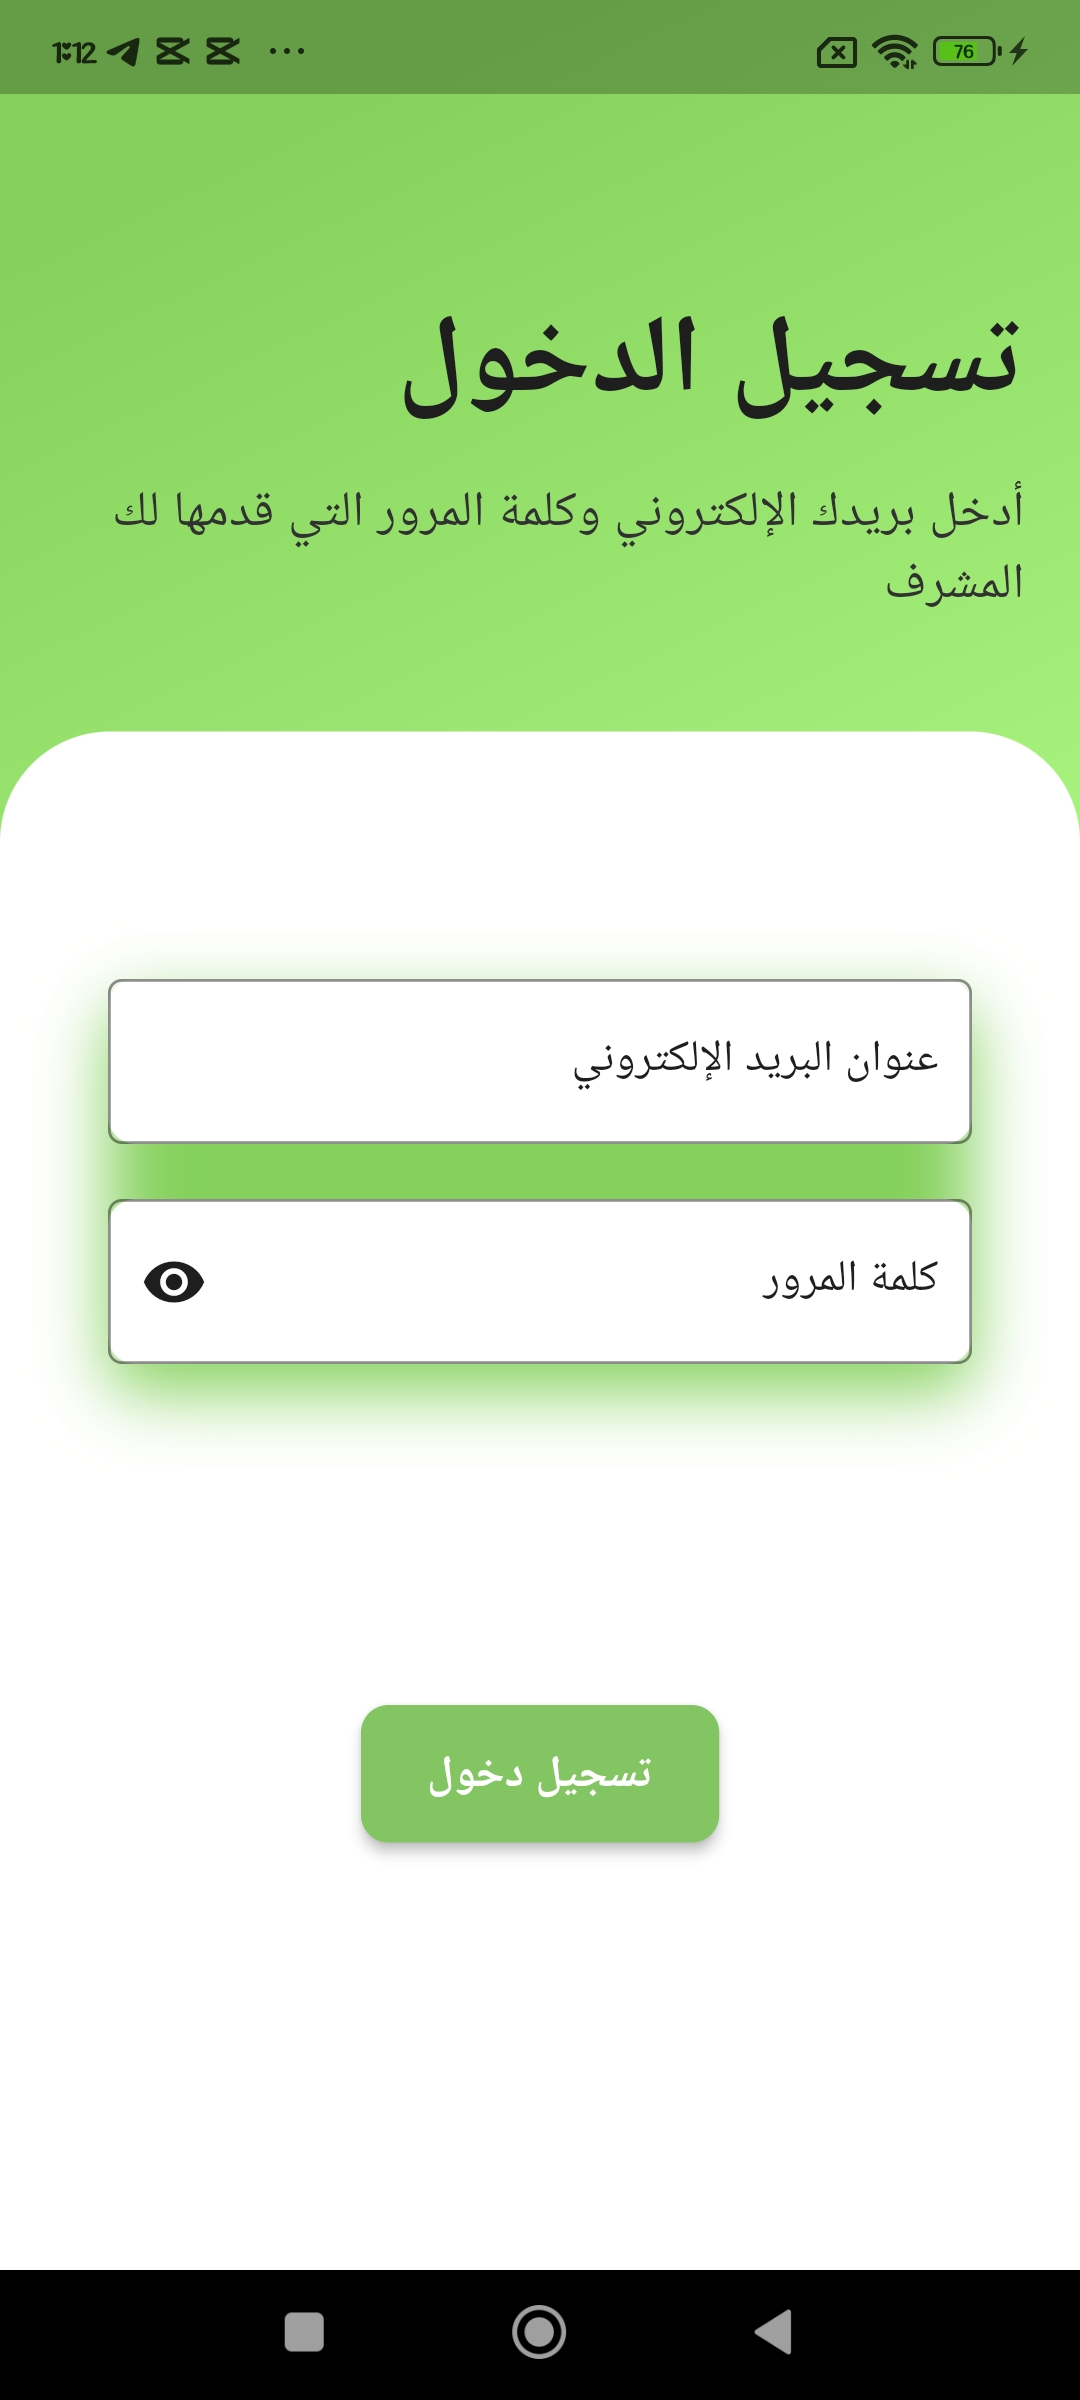 1:12
76
تسجيل الدخول
أدخل بريدك الإلكتروني وكلمة المرور التي قدمها لك
المشرف
عنوان البريد الإلكتروني
كلمة المرور
تسجيل دخول